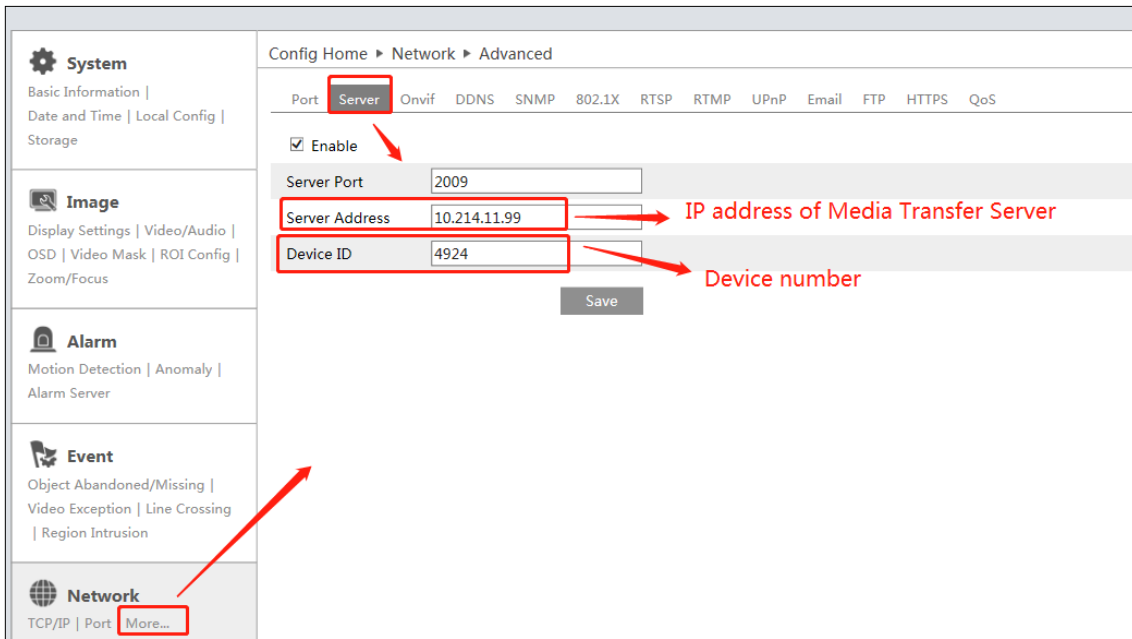 System
Basic Information |
Date and Time | Local Config |
Storage
Image
Display Settings | Video/Audio |
OSD | Video Mask | ROI Config |
Zoom/Focus
Alarm
Motion Detection | Anomaly |
Alarm Server
Event
Object Abandoned/Missing |
Video Exception | Line Crossing
| Region Intrusion
Network
TCP/IP | Port More...
Config Home ▸ Network ▸ Advanced
Port Server Onvif DDNS SNMP 802.1X RTSP RTMP UPnP Email FTP HTTPS QoS
Enable
Server Port 2009
Server Address 10.214.11.99 IP address of Media Transfer Server
Device ID 4924
Device number
Save